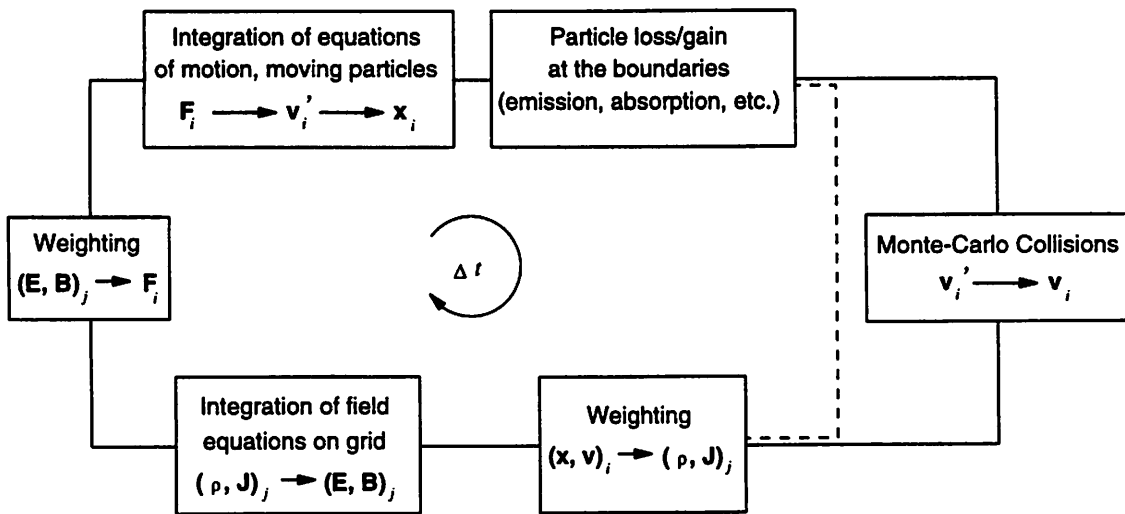 Integration of equations
of motion, moving particles
F_i ⟶ v_i' ⟶ x_i
Particle loss/gain
at the boundaries
(emission, absorption, etc.)
Weighting
(E, B)_j → F_i
Δt
Monte-Carlo Collisions
v_i' ⟶ v_i
Integration of field
equations on grid
(ρ, J)_j → (E, B)_j
Weighting
(x, v)_i → (ρ, J)_j